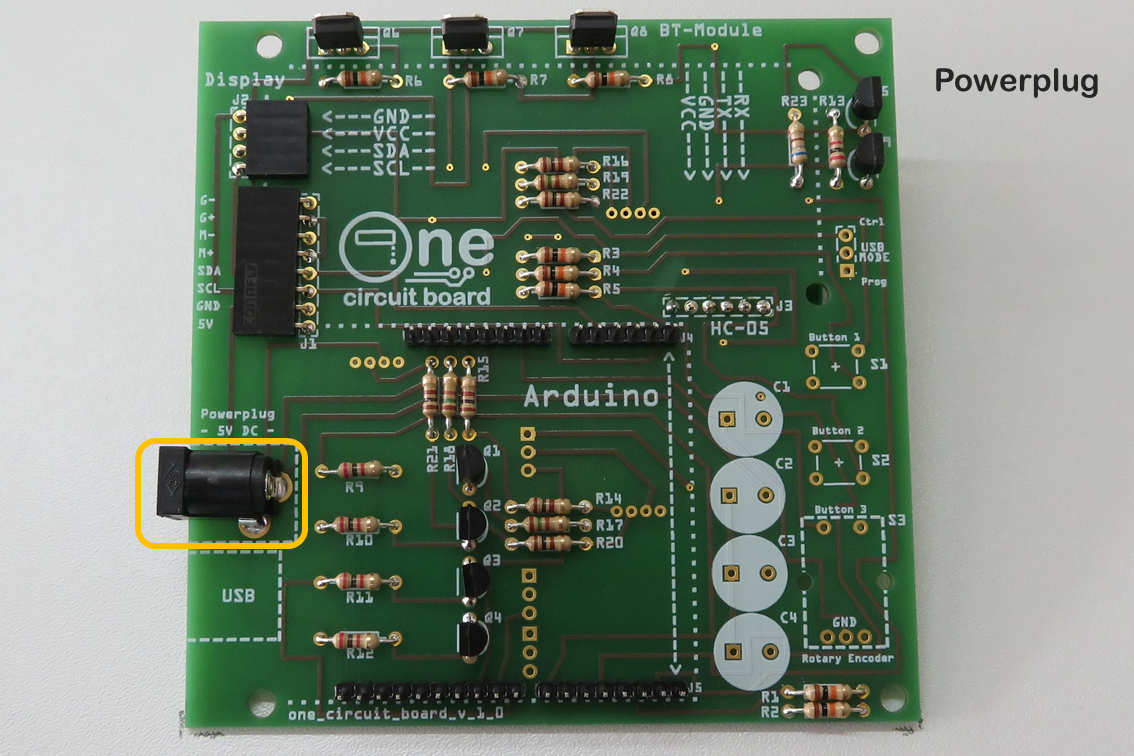 Q6
Q7
Q8 BT-Module
Display
R6
R7
R8
Powerplug
J2
R23
R13
<----GND--
<----VCC--
<----SDA--
<----SCL--
VCC
GND
TX
RX
R16
R19
R22
G-
G+
M-
M+
SDA
SCL
GND
5V
J1
One
circuit board
R3
R4
R5
Ctrl
USB
MODE
Prog
J3
HC-05
J4
Button 1
S1
R15
Arduino
C1
Powerplug
- 5V DC -
R21
R18
Q1
Button 2
S2
C2
R9
Q2
R14
R17
R20
Button 3
S3
R10
C3
Q3
USB
R11
Q4
C4
GND
R12
Rotary Encoder
J5
R1
R2
one_circuit_board_v_1_0